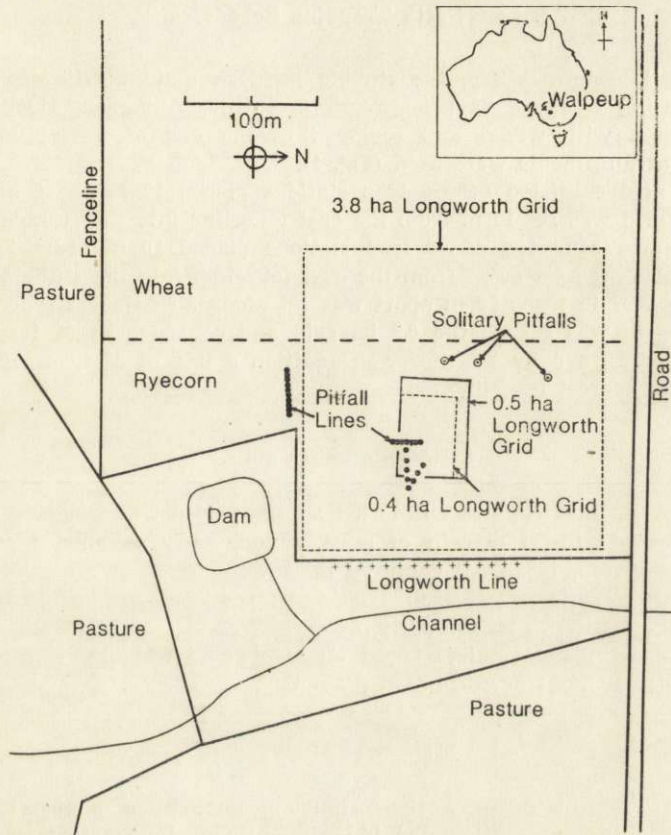 N
Walpeup
100m
N
3.8 ha Longworth Grid
Fenceline
Pasture
Wheat
Solitary Pitfalls
Ryecorn
Pitfall
Lines
0.5 ha
Longworth
Grid
Road
0.4 ha Longworth Grid
Dam
Longworth Line
Pasture
Channel
Pasture